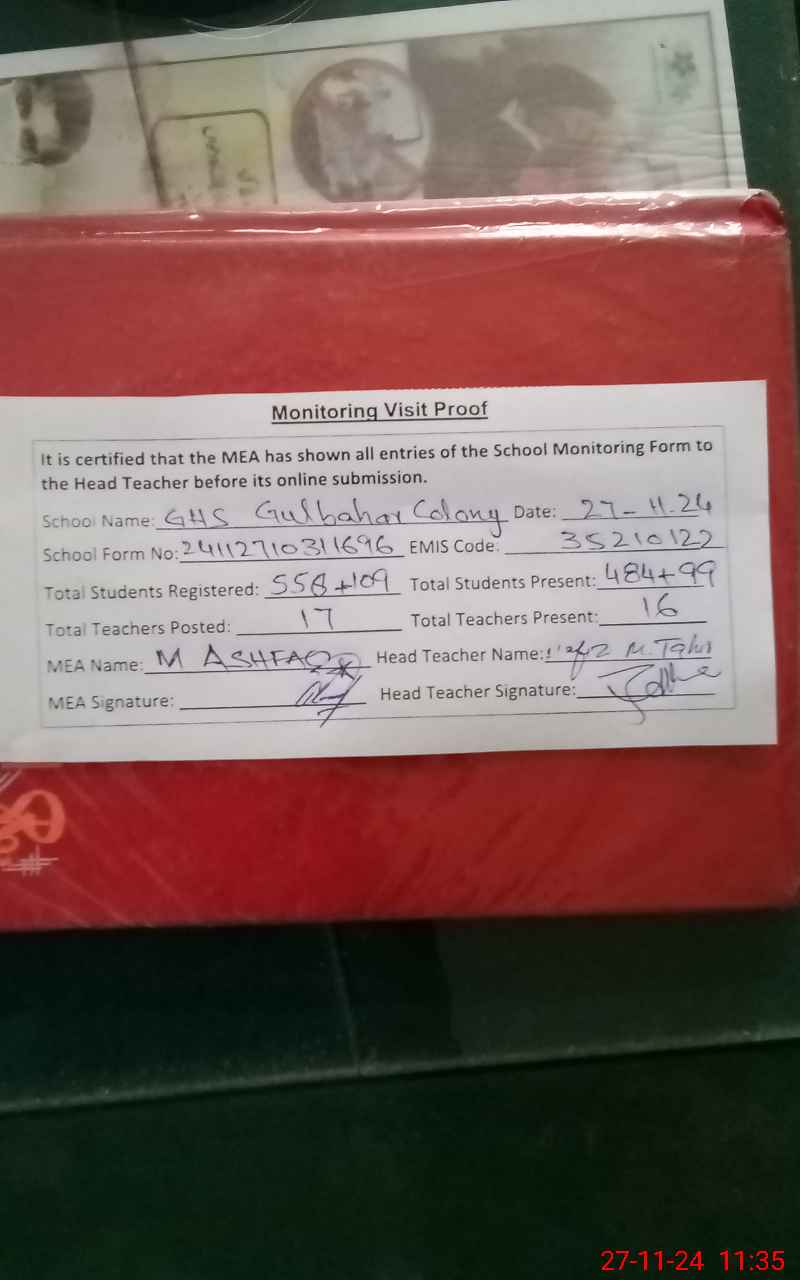 Monitoring Visit Proof
It is certified that the MEA has shown all entries of the School Monitoring Form to
the Head Teacher before its online submission.
School Name: GHS Gulbahar Colony Date: 27-11-24
School Form No: 24112710311696 EMIS Code: 35210122
Total Students Registered: 558+109 Total Students Present: 484+99
Total Teachers Posted: 17 Total Teachers Present: 16
MEA Name: M ASHFAQ Head Teacher Name: M. Tahir
MEA Signature: Head Teacher Signature:
27-11-24 11:35